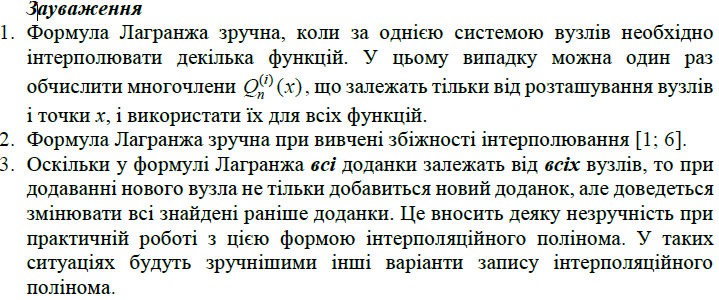 Зауваження
1. Формула Лагранжа зручна, коли за однією системою вузлів необхідно
інтерполювати декілька функцій. У цьому випадку можна один раз
обчислити многочлени Q_n^{(i)}(x), що залежать тільки від розташування вузлів
і точки x, і використати їх для всіх функцій.
2. Формула Лагранжа зручна при вивчені збіжності інтерполювання [1; 6].
3. Оскільки у формулі Лагранжа всі доданки залежать від всіх вузлів, то при
додаванні нового вузла не тільки добавиться новий доданок, але доведеться
змінювати всі знайдені раніше доданки. Це вносить деяку незручність при
практичній роботі з цією формою інтерполяційного полінома. У таких
ситуаціях будуть зручнішими інші варіанти запису інтерполяційного
полінома.